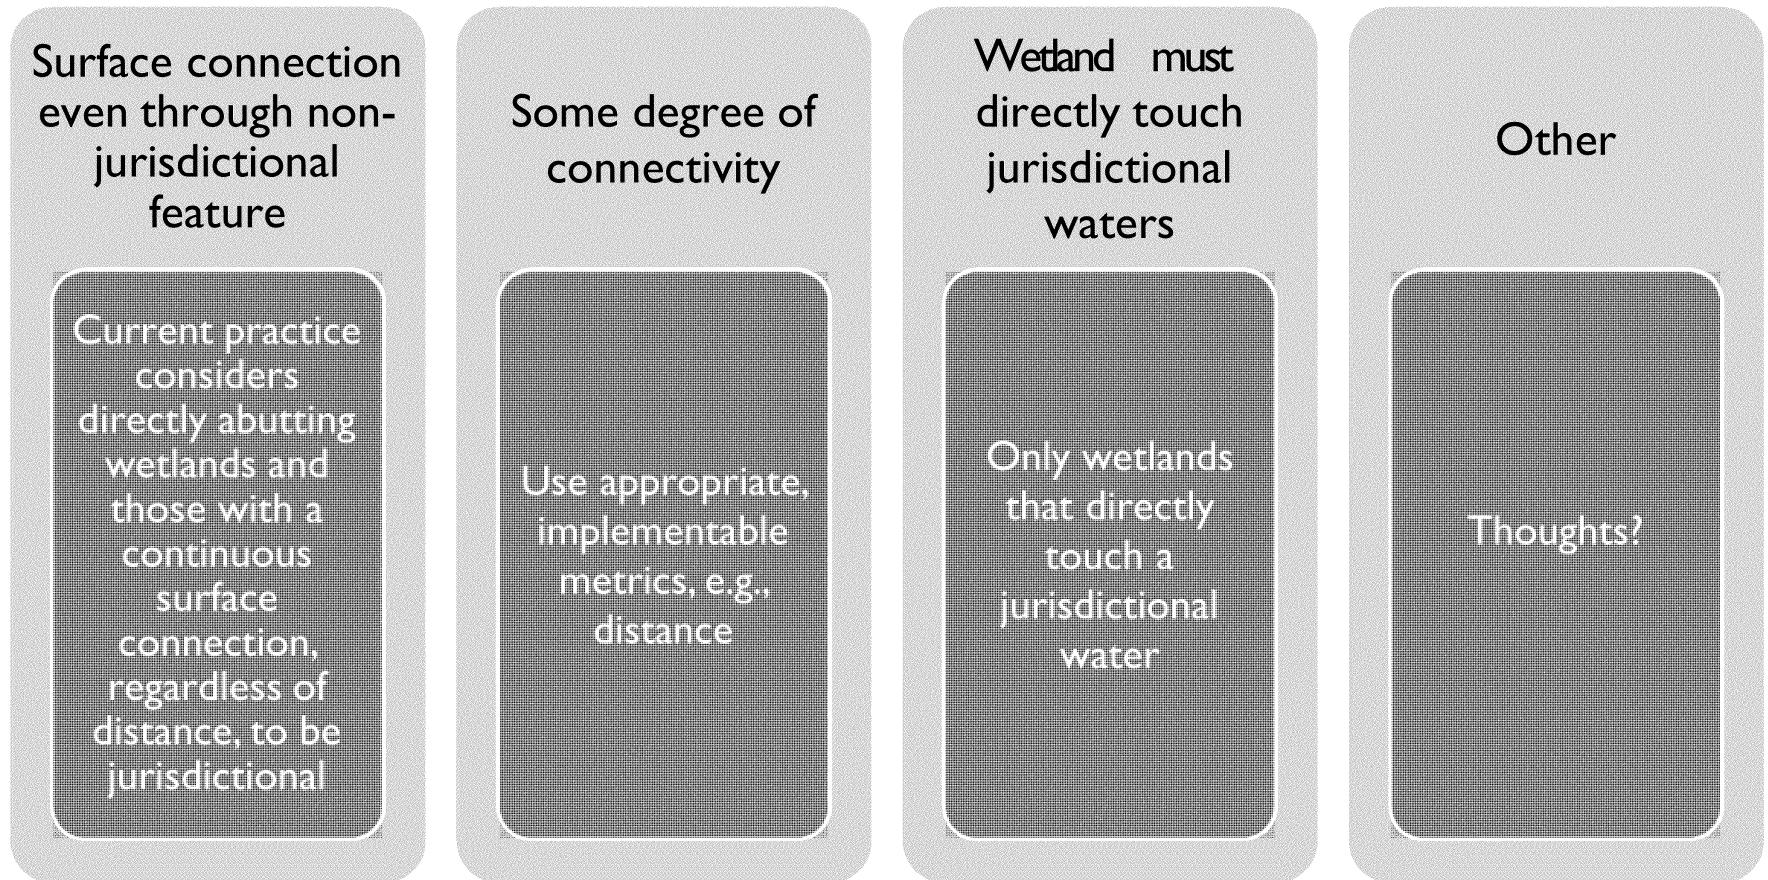 Surface connection
even through non-
jurisdictional
feature
Current practice
considers
directly abutting
wetlands and
those with a
continuous
surface
connection,
regardless of
distance, to be
jurisdictional
Some degree of
connectivity
Use appropriate,
implementable
metrics, e.g.,
distance
Wetland must
directly touch
jurisdictional
waters
Only wetlands
that directly
touch a
jurisdictional
water
Other
Thoughts?